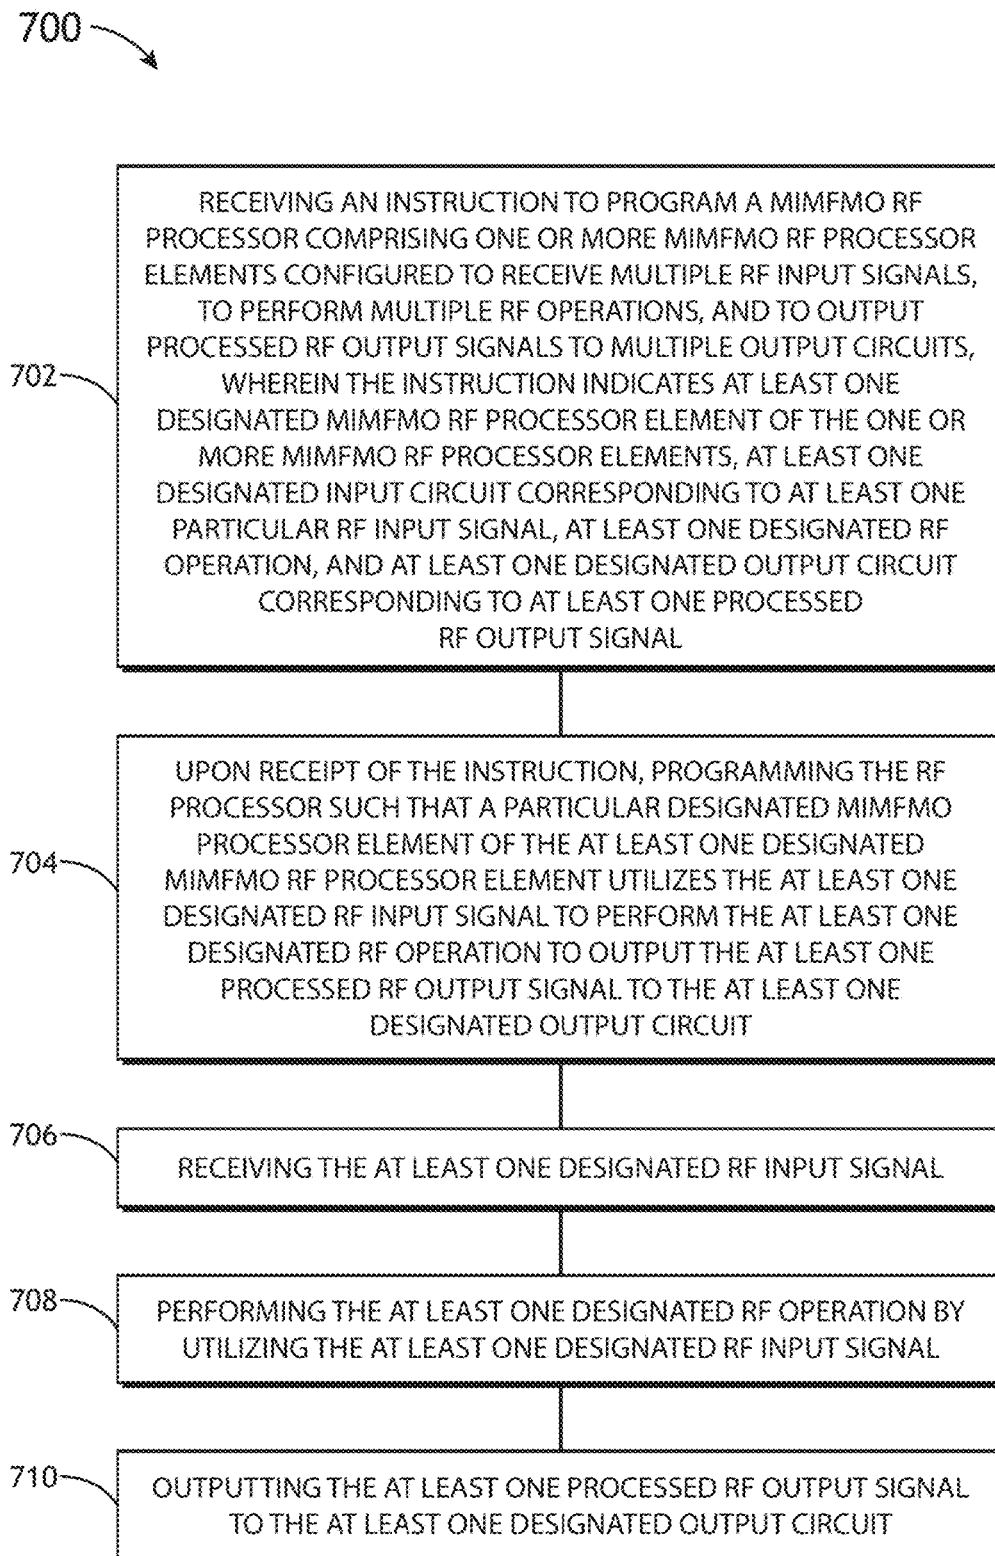 700
702
RECEIVING AN INSTRUCTION TO PROGRAM A MIMFMO RF
PROCESSOR COMPRISING ONE OR MORE MIMFMO RF PROCESSOR
ELEMENTS CONFIGURED TO RECEIVE MULTIPLE RF INPUT SIGNALS,
TO PERFORM MULTIPLE RF OPERATIONS, AND TO OUTPUT
PROCESSED RF OUTPUT SIGNALS TO MULTIPLE OUTPUT CIRCUITS,
WHEREIN THE INSTRUCTION INDICATES AT LEAST ONE
DESIGNATED MIMFMO RF PROCESSOR ELEMENT OF THE ONE OR
MORE MIMFMO RF PROCESSOR ELEMENTS, AT LEAST ONE
DESIGNATED INPUT CIRCUIT CORRESPONDING TO AT LEAST ONE
PARTICULAR RF INPUT SIGNAL, AT LEAST ONE DESIGNATED RF
OPERATION, AND AT LEAST ONE DESIGNATED OUTPUT CIRCUIT
CORRESPONDING TO AT LEAST ONE PROCESSED
RF OUTPUT SIGNAL
704
UPON RECEIPT OF THE INSTRUCTION, PROGRAMMING THE RF
PROCESSOR SUCH THAT A PARTICULAR DESIGNATED MIMFMO
PROCESSOR ELEMENT OF THE AT LEAST ONE DESIGNATED
MIMFMO RF PROCESSOR ELEMENT UTILIZES THE AT LEAST ONE
DESIGNATED RF INPUT SIGNAL TO PERFORM THE AT LEAST ONE
DESIGNATED RF OPERATION TO OUTPUT THE AT LEAST ONE
PROCESSED RF OUTPUT SIGNAL TO THE AT LEAST ONE
DESIGNATED OUTPUT CIRCUIT
706
RECEIVING THE AT LEAST ONE DESIGNATED RF INPUT SIGNAL
708
PERFORMING THE AT LEAST ONE DESIGNATED RF OPERATION BY
UTILIZING THE AT LEAST ONE DESIGNATED RF INPUT SIGNAL
710
OUTPUTTING THE AT LEAST ONE PROCESSED RF OUTPUT SIGNAL
TO THE AT LEAST ONE DESIGNATED OUTPUT CIRCUIT